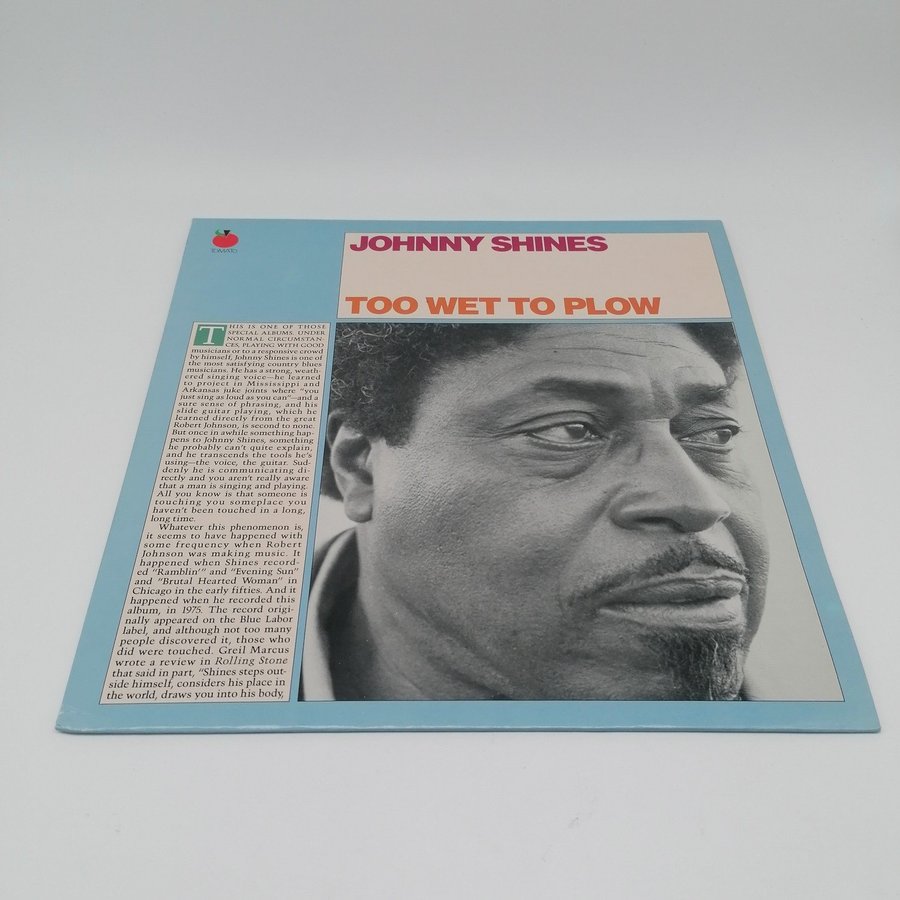 TOMATO
JOHNNY SHINES
TOO WET TO PLOW
THIS IS ONE OF THOSE
SPECIAL ALBUMS. UNDER
NORMAL CIRCUMSTAN-
CES, PLAYING WITH GOOD
musicians or to a responsive crowd
by himself, Johnny Shines is one of
the most satisfying country blues
musicians. He has a strong, weath-
ered singing voice—he learned
to project in Mississippi and
Arkansas juke joints where "you
just sing as loud as you can"—and a
sure sense of phrasing, and his
slide guitar playing, which he
learned directly from the great
Robert Johnson, is second to none.
But once in awhile something hap-
pens to Johnny Shines, something
he probably can't quite explain,
and he transcends the tools he's
using—the voice, the guitar. Sud-
denly he is communicating di-
rectly and you aren't really aware
that a man is singing and playing.
All you know is that someone is
touching you someplace you
haven't been touched in a long,
long time.
Whatever this phenomenon is,
it seems to have happened with
some frequency when Robert
Johnson was making music. It
happened when Shines record-
ed "Ramblin'" and "Evening Sun"
and "Brutal Hearted Woman" in
Chicago in the early fifties. And it
happened when he recorded this
album, in 1975. The record origi-
nally appeared on the Blue Labor
label, and although not too many
people discovered it, those who
did were touched. Greil Marcus
wrote a review in Rolling Stone
that said in part, "Shines steps out-
side himself, considers his place in
the world, draws you into his body,